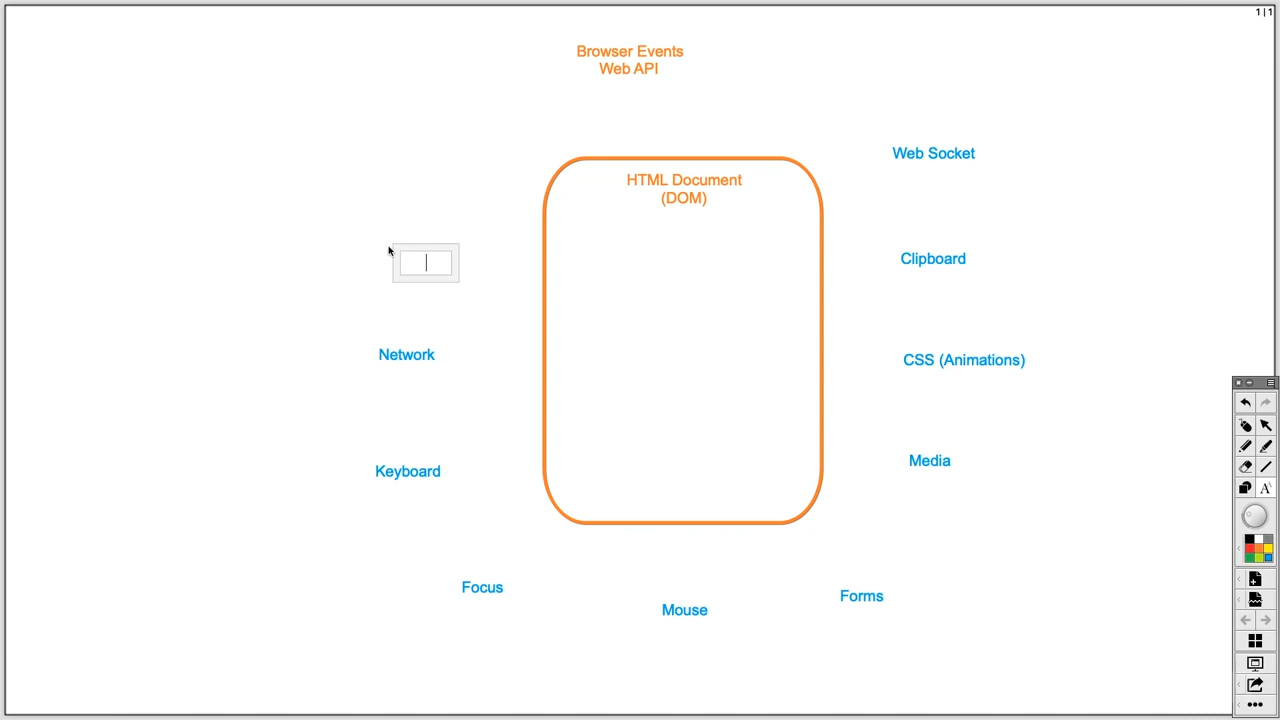 1|1
Browser Events
Web API
Web Socket
HTML Document
(DOM)
Clipboard
Network
CSS (Animations)
Media
Keyboard
Focus
Forms
Mouse